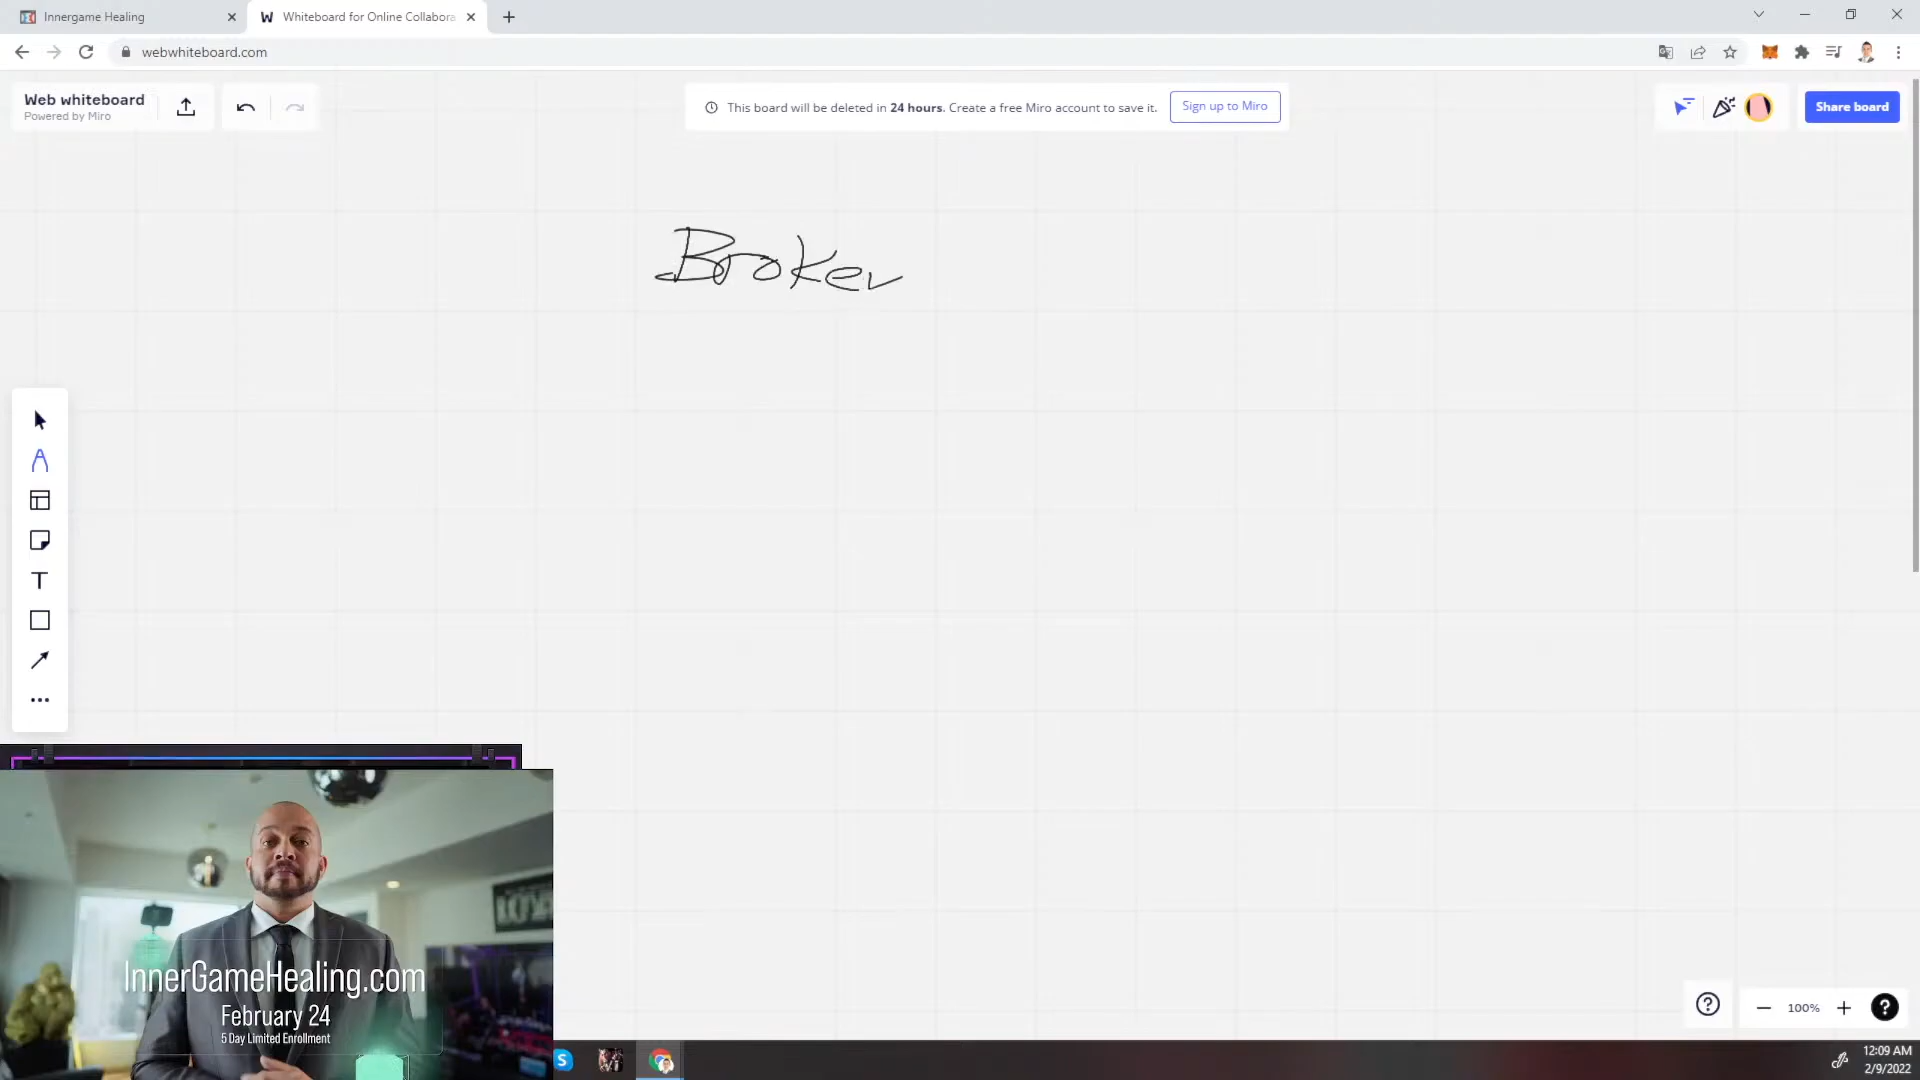 Innergame Healing
W Whiteboard for Online Collabora
webwhiteboard.com
Web whiteboard
Powered by Miro
This board will be deleted in 24 hours. Create a free Miro account to save it.
Sign up to Miro
Share board
Broker
T
InnerGameHealing.com
February 24
5 Day Limited Enrollment
100%
12:09 AM
2/9/2022